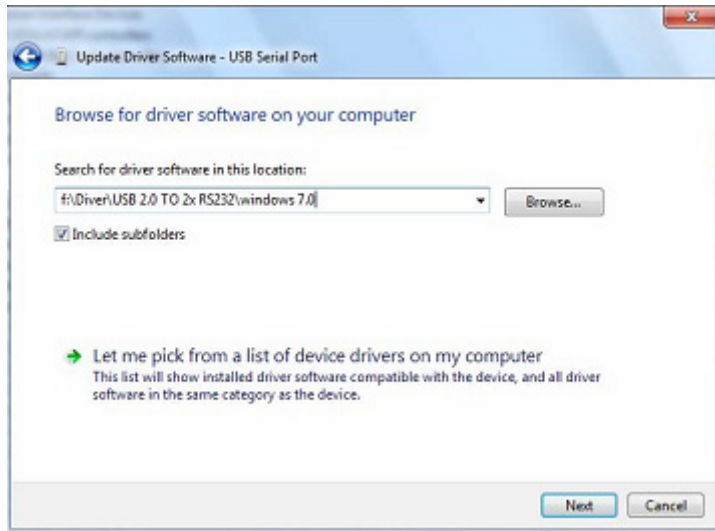 Update Driver Software - USB Serial Port
Browse for driver software on your computer
Search for driver software in this location:
f:\Diver\USB 2.0 TO 2x RS232\windows 7.0
Browse...
Include subfolders
Let me pick from a list of device drivers on my computer
This list will show installed driver software compatible with the device, and all driver
software in the same category as the device.
Next
Cancel